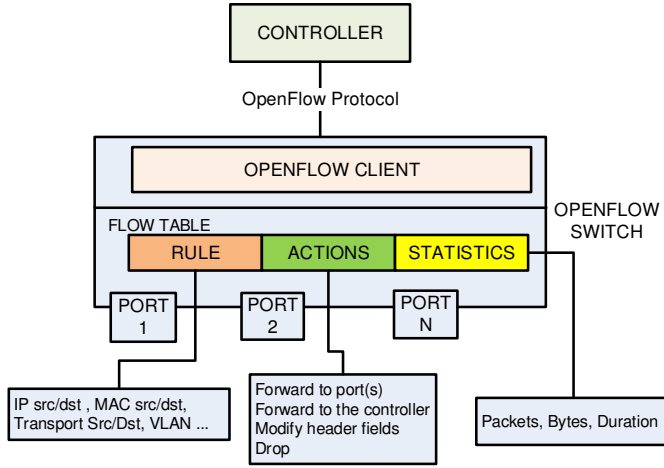 CONTROLLER
OpenFlow Protocol
OPENFLOW CLIENT
OPENFLOW
SWITCH
FLOW TABLE
RULE
ACTIONS
STATISTICS
PORT
1
PORT
2
PORT
N
IP src/dst , MAC src/dst,
Transport Src/Dst, VLAN ...
Forward to port(s)
Forward to the controller
Modify header fields
Drop
Packets, Bytes, Duration